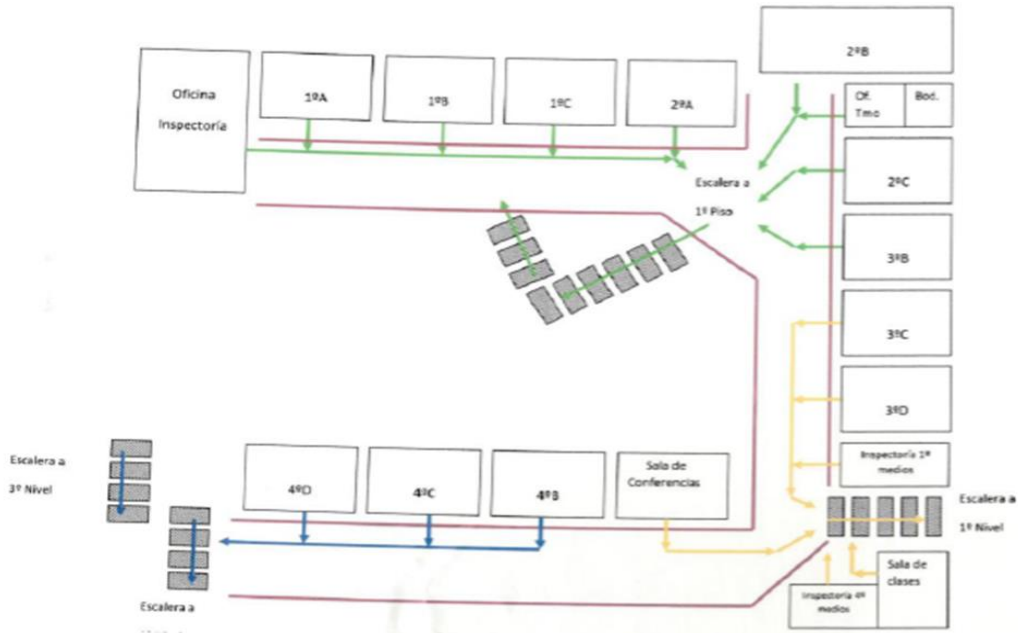 2ºB
Oficina
Inspectoría
1ºA
1ºB
1ºC
2ºA
Of.
Tmo
Bod.
Escalera a
1º Piso
2ºC
3ºB
3ºC
3ºD
Inspectoría 1º
medios
Escalera a
3º Nivel
4ºD
4ºC
4ºB
Sala de
Conferencias
Escalera a
1º Nivel
Sala de
clases
Inspectoría 4º
medios
Escalera a